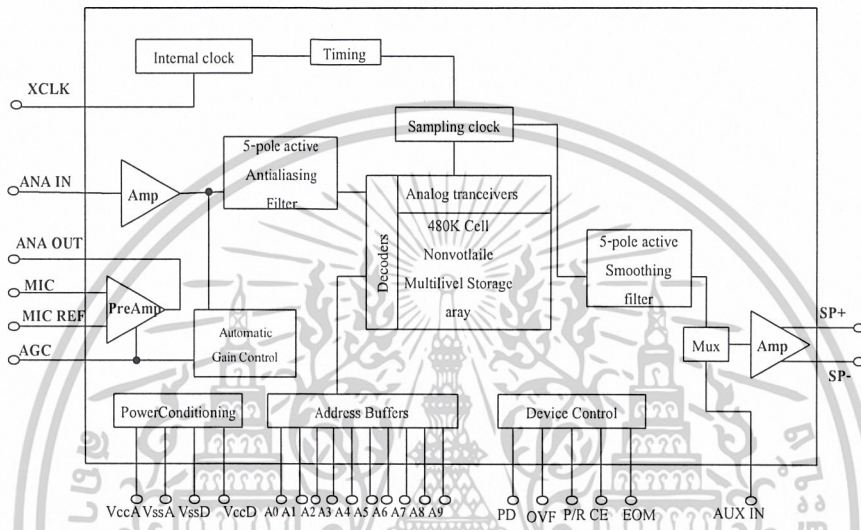 Internal clock
Timing
XCLK
Sampling clock
5-pole active
Antialiasing
Filter
ANA IN
Amp
Analog tranceivers
480K Cell
Nonvotlaile
Multilivel Storage
aray
Decoders
5-pole active
Smoothing
filter
ANA OUT
MIC
PreAmp
MIC REF
AGC
Automatic
Gain Control
Mux
Amp
SP+
SP-
PowerConditioning
Address Buffers
Device Control
VccA VssA VssD VccD A0 A1 A2 A3 A4 A5 A6 A7 A8 A9 PD OVF P/R CE EOM AUX IN